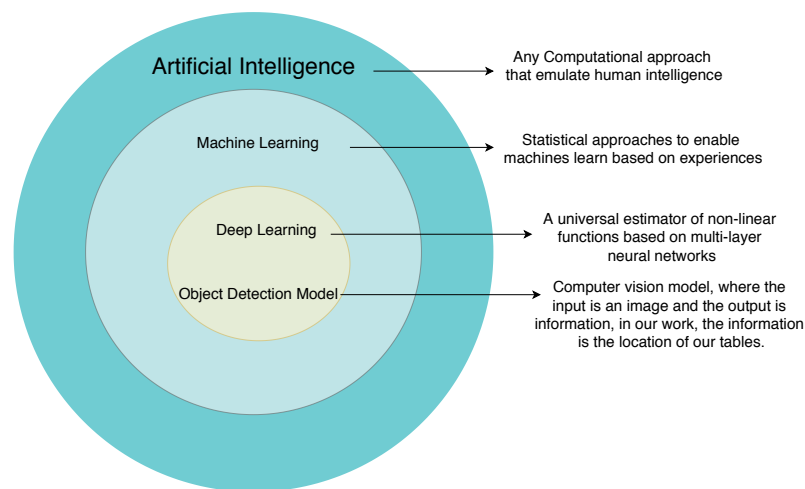 Artificial Intelligence
Any Computational approach
that emulate human intelligence
Machine Learning
Statistical approaches to enable
machines learn based on experiences
Deep Learning
A universal estimator of non-linear
functions based on multi-layer
neural networks
Object Detection Model
Computer vision model, where the
input is an image and the output is
information, in our work, the information
is the location of our tables.